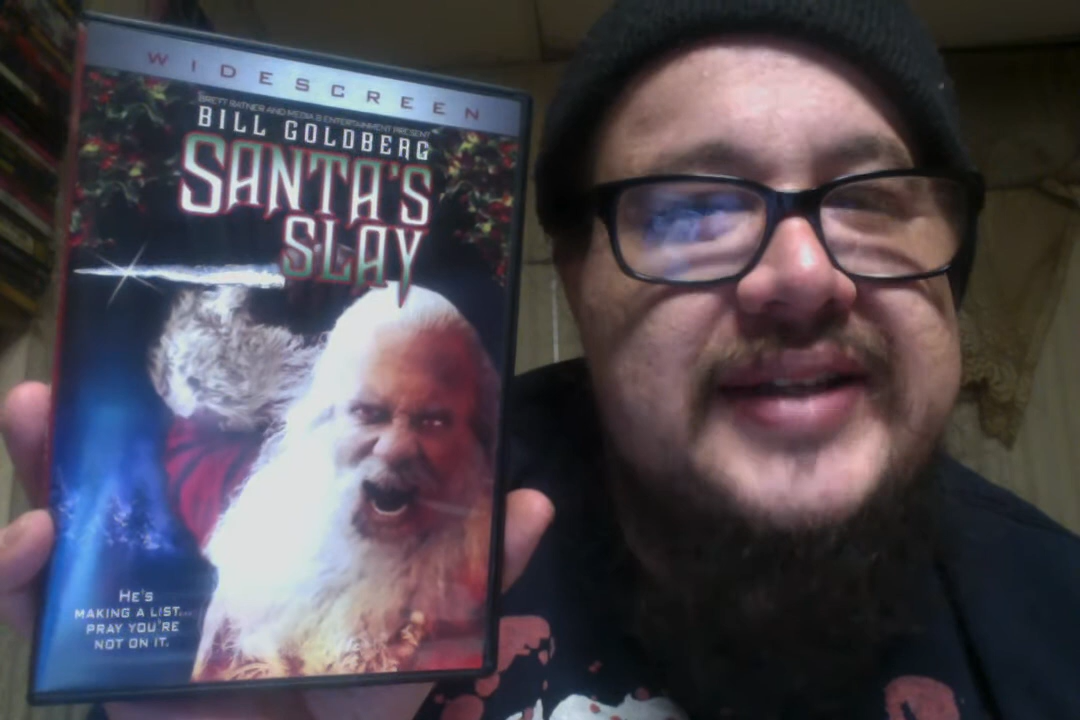 WIDESCREEN
BRETT RATNER AND MEDIA 8 ENTERTAINMENT PRESENT
BILL GOLDBERG
SANTA'S
SLAY
HE'S
MAKING A LIST...
PRAY YOU'RE
NOT ON IT.